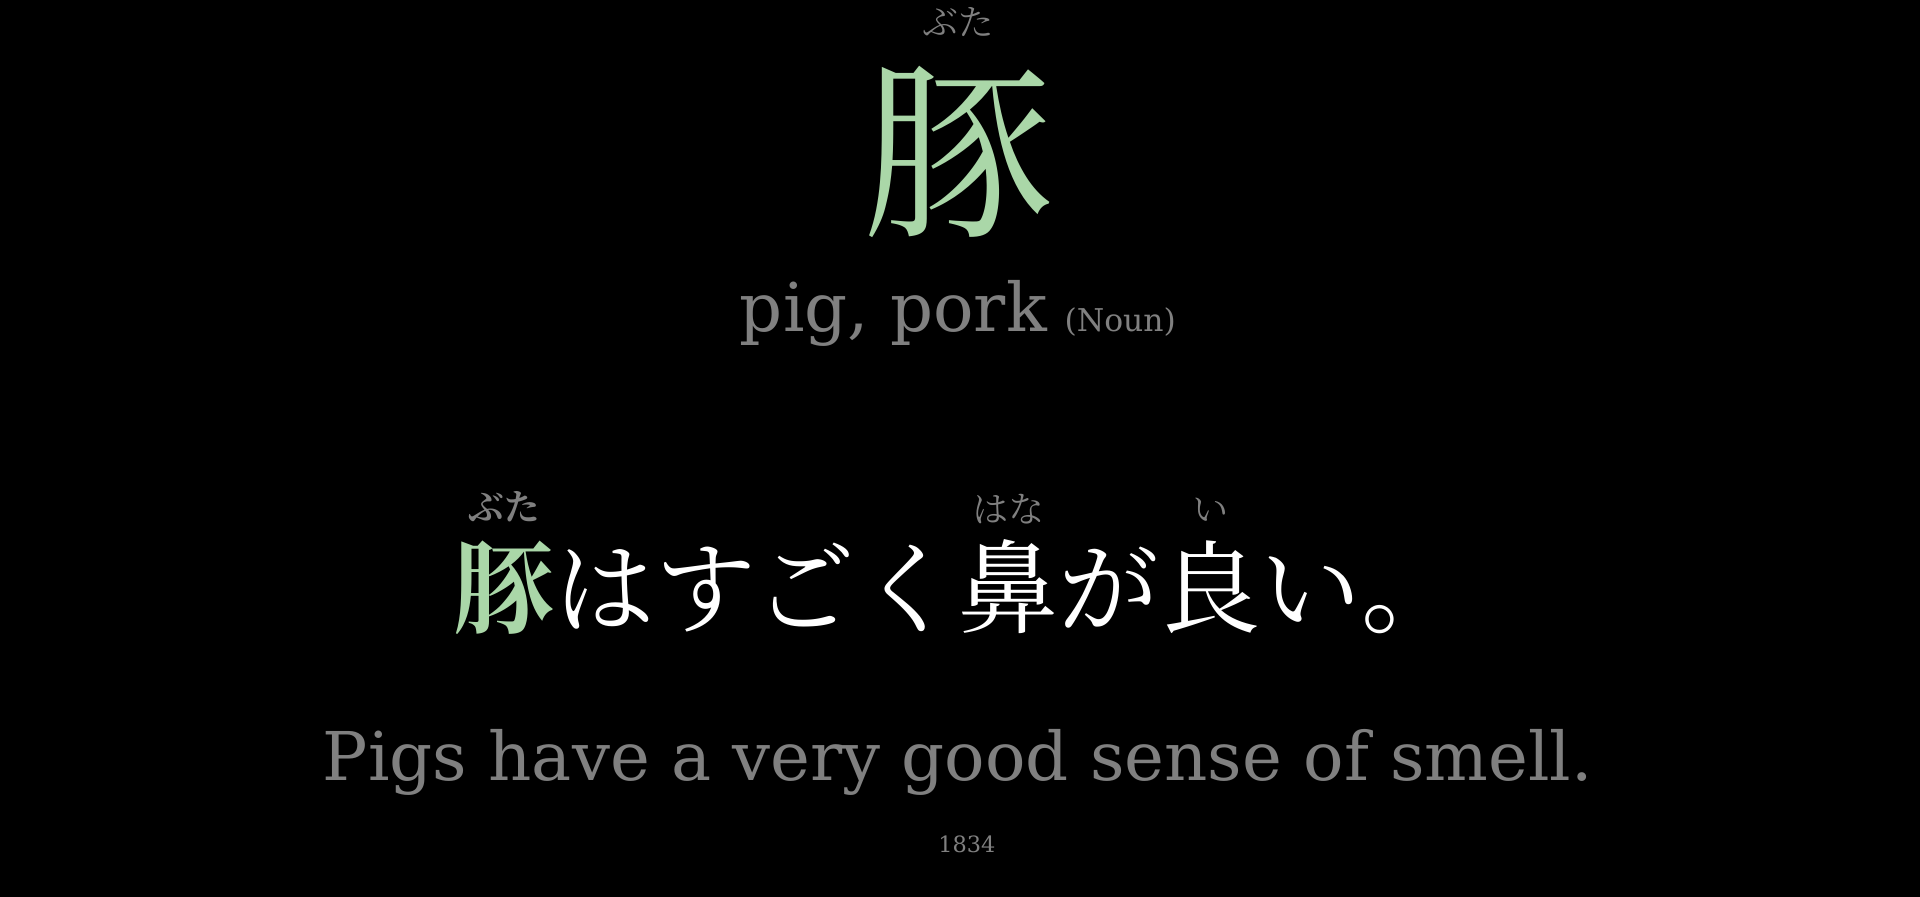 ぶた
豚
pig, pork (Noun)
ぶた はな い
豚はすごく鼻が良い。
Pigs have a very good sense of smell.
1834